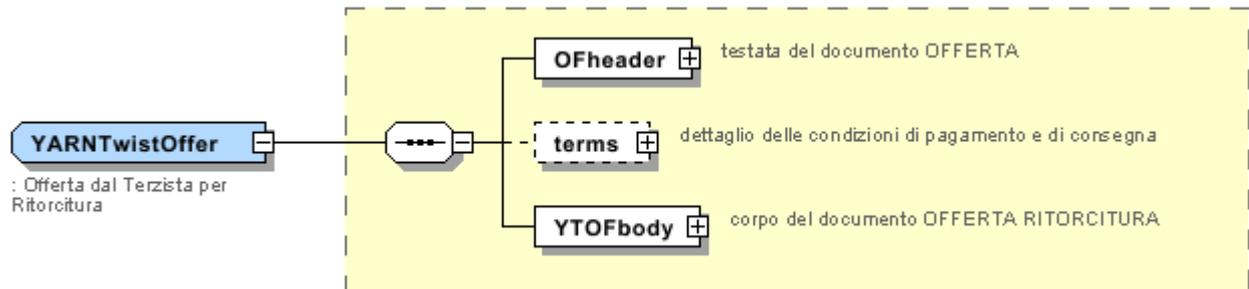 OFheader
testata del documento OFFERTA
YARNTwistOffer
: Offerta dal Terzista per
Ritorcitura
terms
dettaglio delle condizioni di pagamento e di consegna
YTOFbody
corpo del documento OFFERTA RITORCITURA